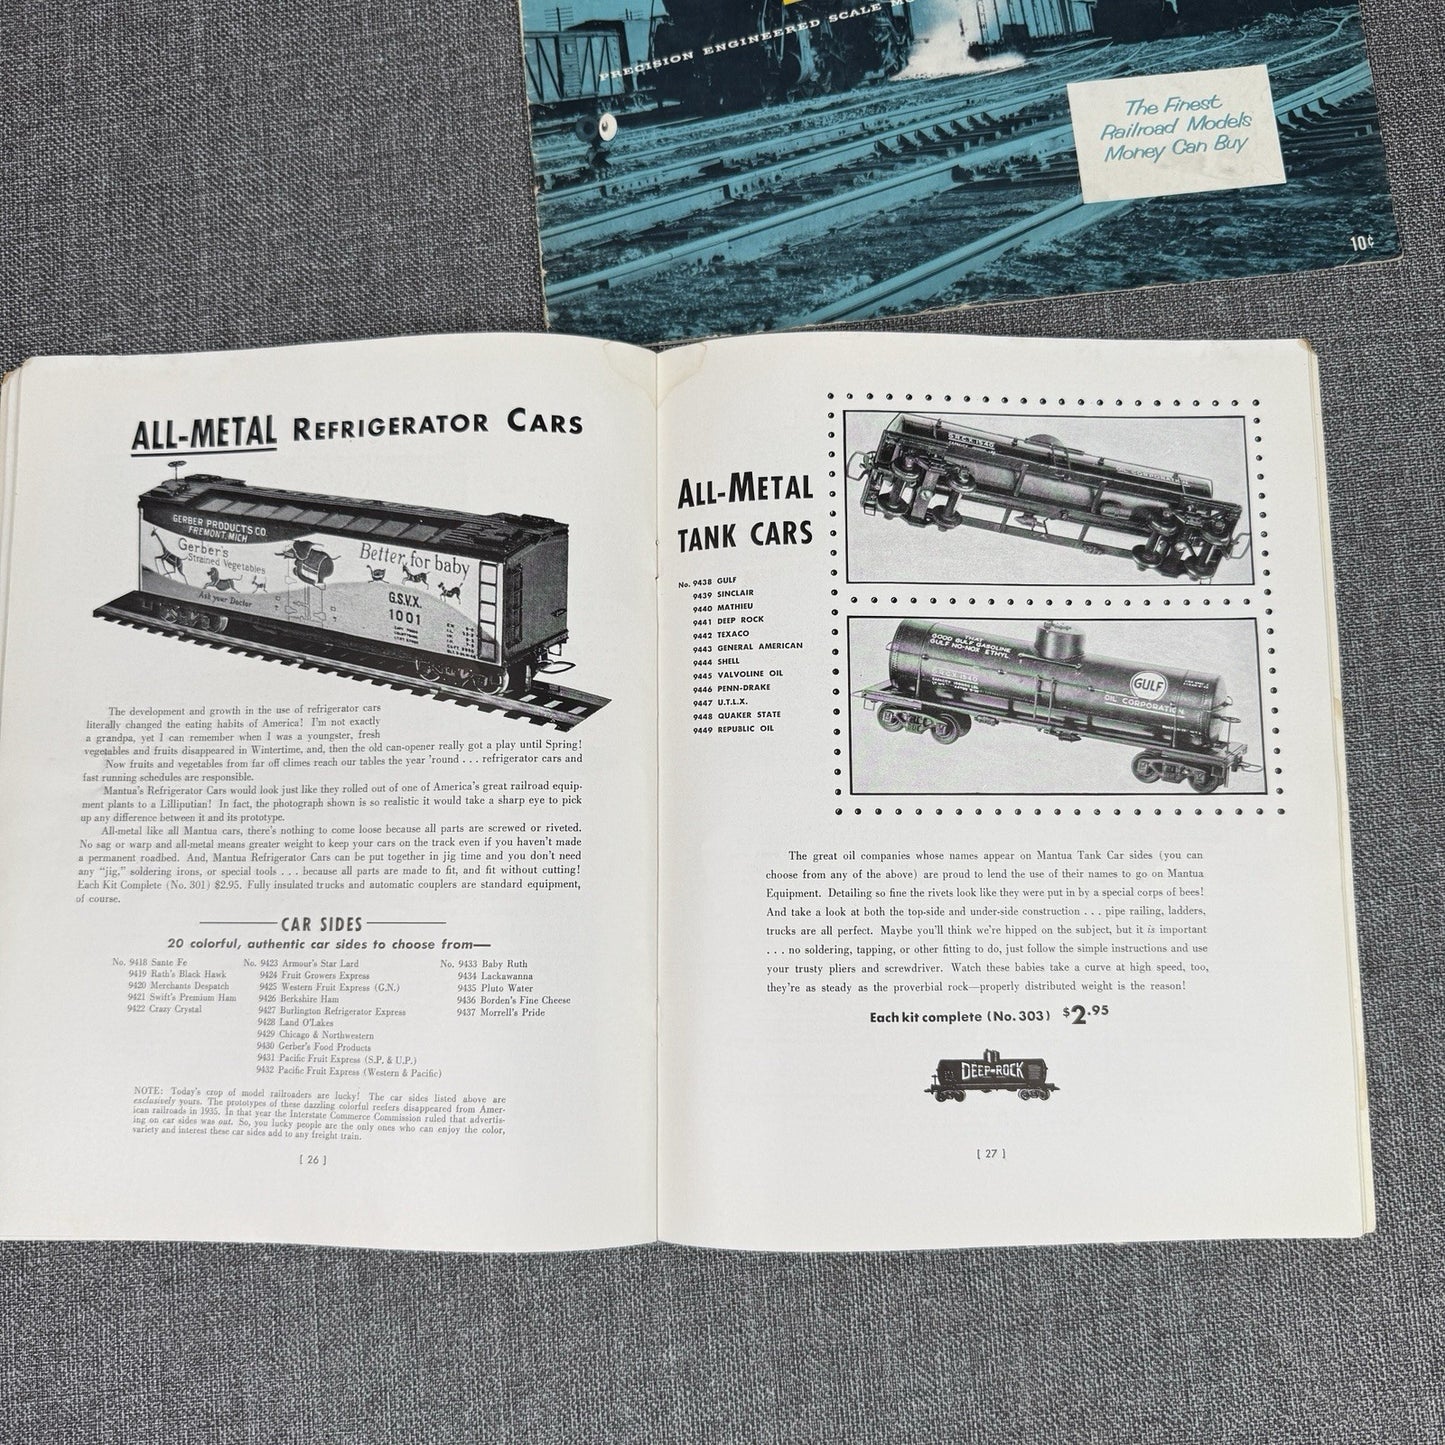 PRECISION ENGINEERED SCALE
The Finest
Railroad Models
Money Can Buy
10¢
ALL-METAL REFRIGERATOR CARS
GERBER PRODUCTS CO.
FREMONT, MICH
Gerber's
Strained Vegetables
Better for baby
Ask your Doctor
G.S.V.X.
1001
The development and growth in the use of refrigerator cars
literally changed the eating habits of America! I'm not exactly
a grandpa, yet I can remember when I was a youngster, fresh
vegetables and fruits disappeared in Wintertime, and, then the old can-opener really got a play until Spring!
Now fruits and vegetables from far off climes reach our tables the year 'round . . . refrigerator cars and
fast running schedules are responsible.
Mantua's Refrigerator Cars would look just like they rolled out of one of America's great railroad equip-
ment plants to a Lilliputian! In fact, the photograph shown is so realistic it would take a sharp eye to pick
up any difference between it and its prototype.
All-metal like all Mantua cars, there's nothing to come loose because all parts are screwed or riveted.
No sag or warp and all-metal means greater weight to keep your cars on the track even if you haven't made
a permanent roadbed. And, Mantua Refrigerator Cars can be put together in jig time and you don't need
any "jig," soldering irons, or special tools . . . because all parts are made to fit, and fit without cutting!
Each Kit Complete (No. 301) $2.95. Fully insulated trucks and automatic couplers are standard equipment,
of course.
CAR SIDES
20 colorful, authentic car sides to choose from—
No. 9418 Sante Fe
9419 Rath's Black Hawk
9420 Merchants Despatch
9421 Swift's Premium Ham
9422 Crazy Crystal
No. 9423 Armour's Star Lard
9424 Fruit Growers Express
9425 Western Fruit Express (G.N.)
9426 Berkshire Ham
9427 Burlington Refrigerator Express
9428 Land O'Lakes
9429 Chicago & Northwestern
9430 Gerber's Food Products
9431 Pacific Fruit Express (S.P. & U.P.)
9432 Pacific Fruit Express (Western & Pacific)
No. 9433 Baby Ruth
9434 Lackawanna
9435 Pluto Water
9436 Borden's Fine Cheese
9437 Morrell's Pride
NOTE: Today's crop of model railroaders are lucky! The car sides listed above are
exclusively yours. The prototypes of these dazzling colorful reefers disappeared from Amer-
ican railroads in 1935. In that year the Interstate Commerce Commission ruled that advertis-
ing on car sides was out. So, you lucky people are the only ones who can enjoy the color,
variety and interest these car sides add to any freight train.
[ 26 ]
ALL-METAL
TANK CARS
No. 9438 GULF
9439 SINCLAIR
9440 MATHIEU
9441 DEEP ROCK
9442 TEXACO
9443 GENERAL AMERICAN
9444 SHELL
9445 VALVOLINE OIL
9446 PENN-DRAKE
9447 U.T.L.X.
9448 QUAKER STATE
9449 REPUBLIC OIL
THAT
GOOD GULF GASOLINE
GULF NO-NOX ETHYL
GULF
OIL CORPORATION
The great oil companies whose names appear on Mantua Tank Car sides (you can
choose from any of the above) are proud to lend the use of their names to go on Mantua
Equipment. Detailing so fine the rivets look like they were put in by a special corps of bees!
And take a look at both the top-side and under-side construction . . . pipe railing, ladders,
trucks are all perfect. Maybe you'll think we're hipped on the subject, but it is important
. . . no soldering, tapping, or other fitting to do, just follow the simple instructions and use
your trusty pliers and screwdriver. Watch these babies take a curve at high speed, too,
they're as steady as the proverbial rock—properly distributed weight is the reason!
Each kit complete (No. 303) $2.95
DEEP-ROCK
[ 27 ]